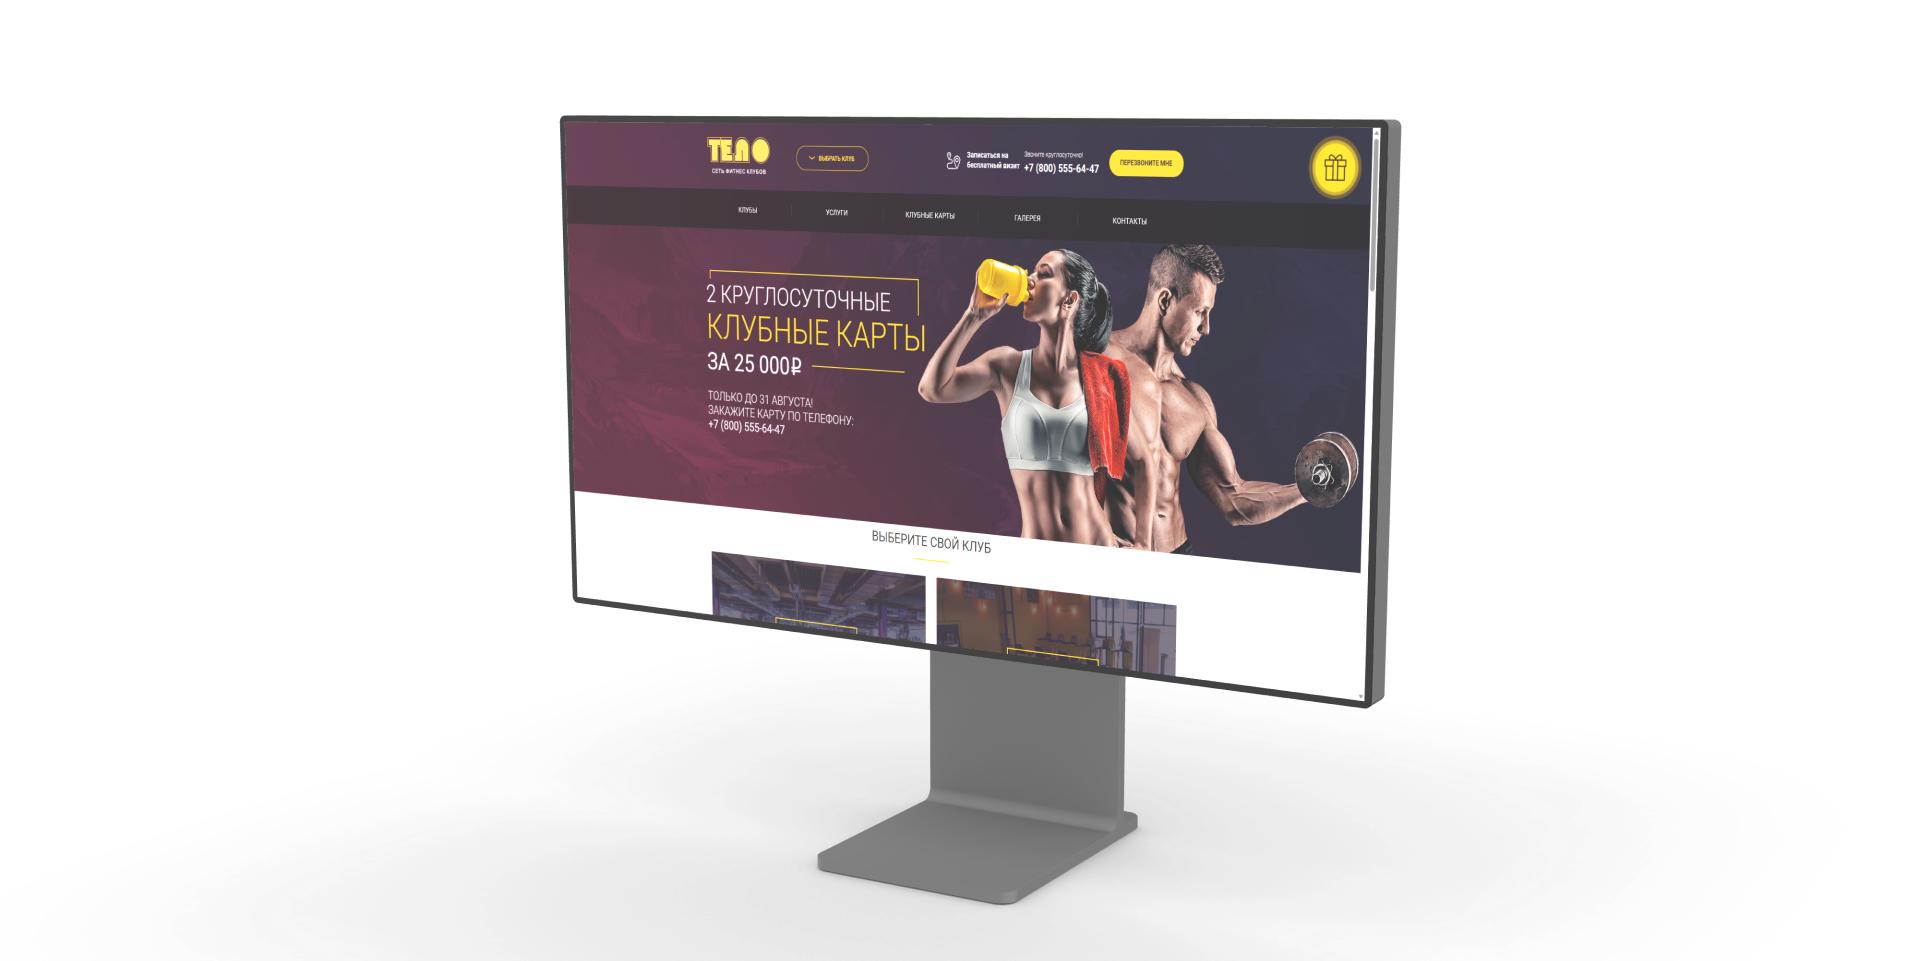 ТЕЛО
СЕТЬ ФИТНЕС КЛУБОВ
ВЫБРАТЬ КЛУБ
Записаться на
бесплатный визит
Звоните круглосуточно!
+7 (800) 555-64-47
ПЕРЕЗВОНИТЕ МНЕ
КЛУБЫ
УСЛУГИ
КЛУБНЫЕ КАРТЫ
ГАЛЕРЕЯ
КОНТАКТЫ
2 КРУГЛОСУТОЧНЫЕ
КЛУБНЫЕ КАРТЫ
ЗА 25 000₽
ТОЛЬКО ДО 31 АВГУСТА!
ЗАКАЖИТЕ КАРТУ ПО ТЕЛЕФОНУ:
+7 (800) 555-64-47
ВЫБЕРИТЕ СВОЙ КЛУБ